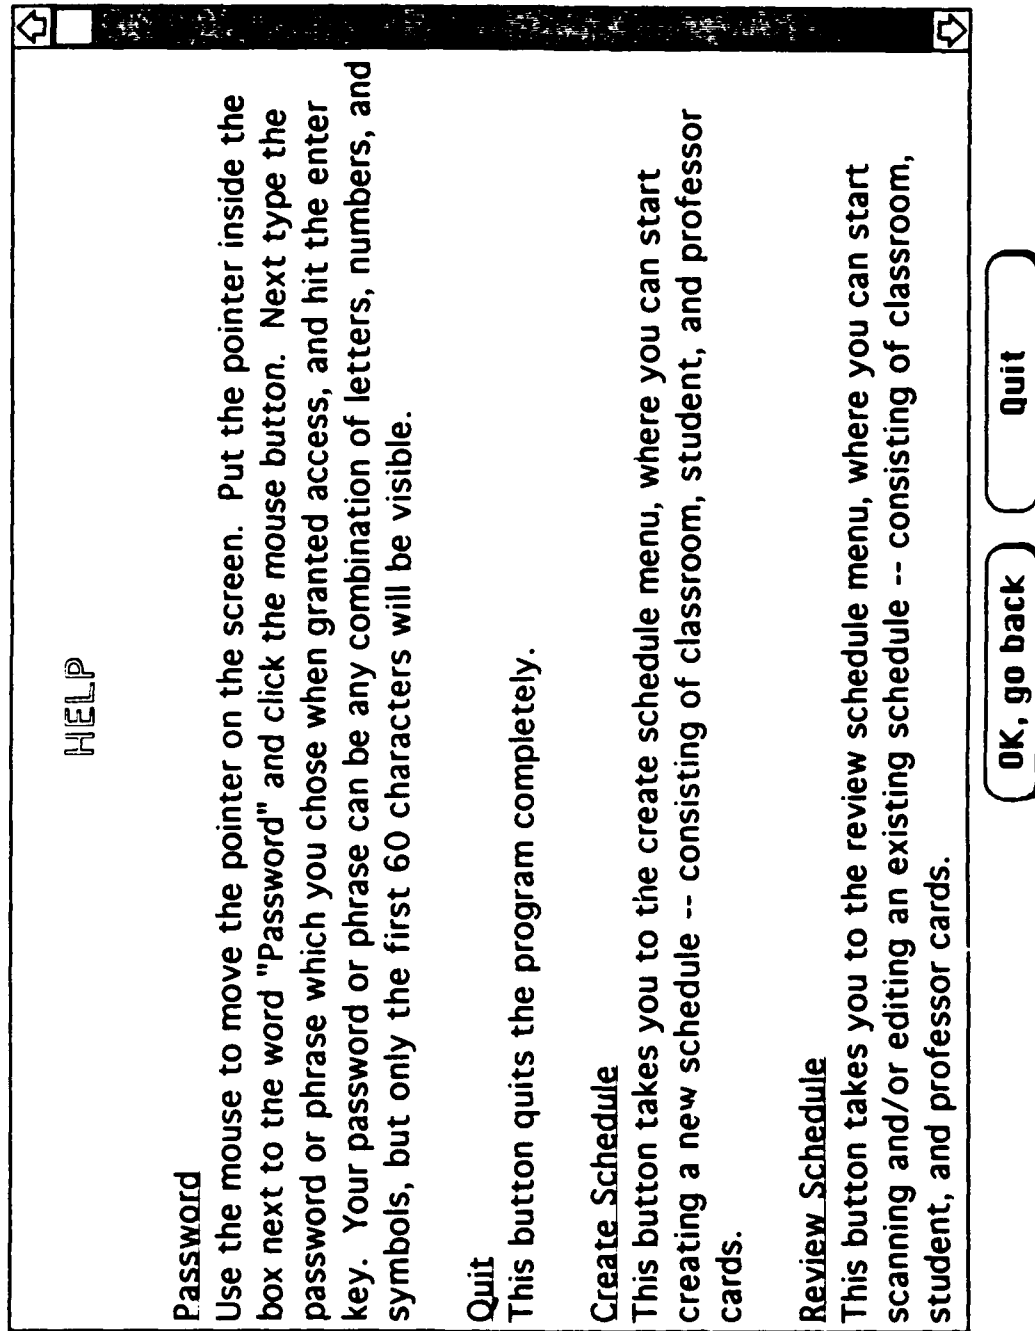 HELP
Password
Use the mouse to move the pointer on the screen. Put the pointer inside the
box next to the word "Password" and click the mouse button. Next type the
password or phrase which you chose when granted access, and hit the enter
key. Your password or phrase can be any combination of letters, numbers, and
symbols, but only the first 60 characters will be visible.
Quit
This button quits the program completely.
Create Schedule
This button takes you to the create schedule menu, where you can start
creating a new schedule -- consisting of classroom, student, and professor
cards.
Review Schedule
This button takes you to the review schedule menu, where you can start
scanning and/or editing an existing schedule -- consisting of classroom,
student, and professor cards.
OK, go back
Quit